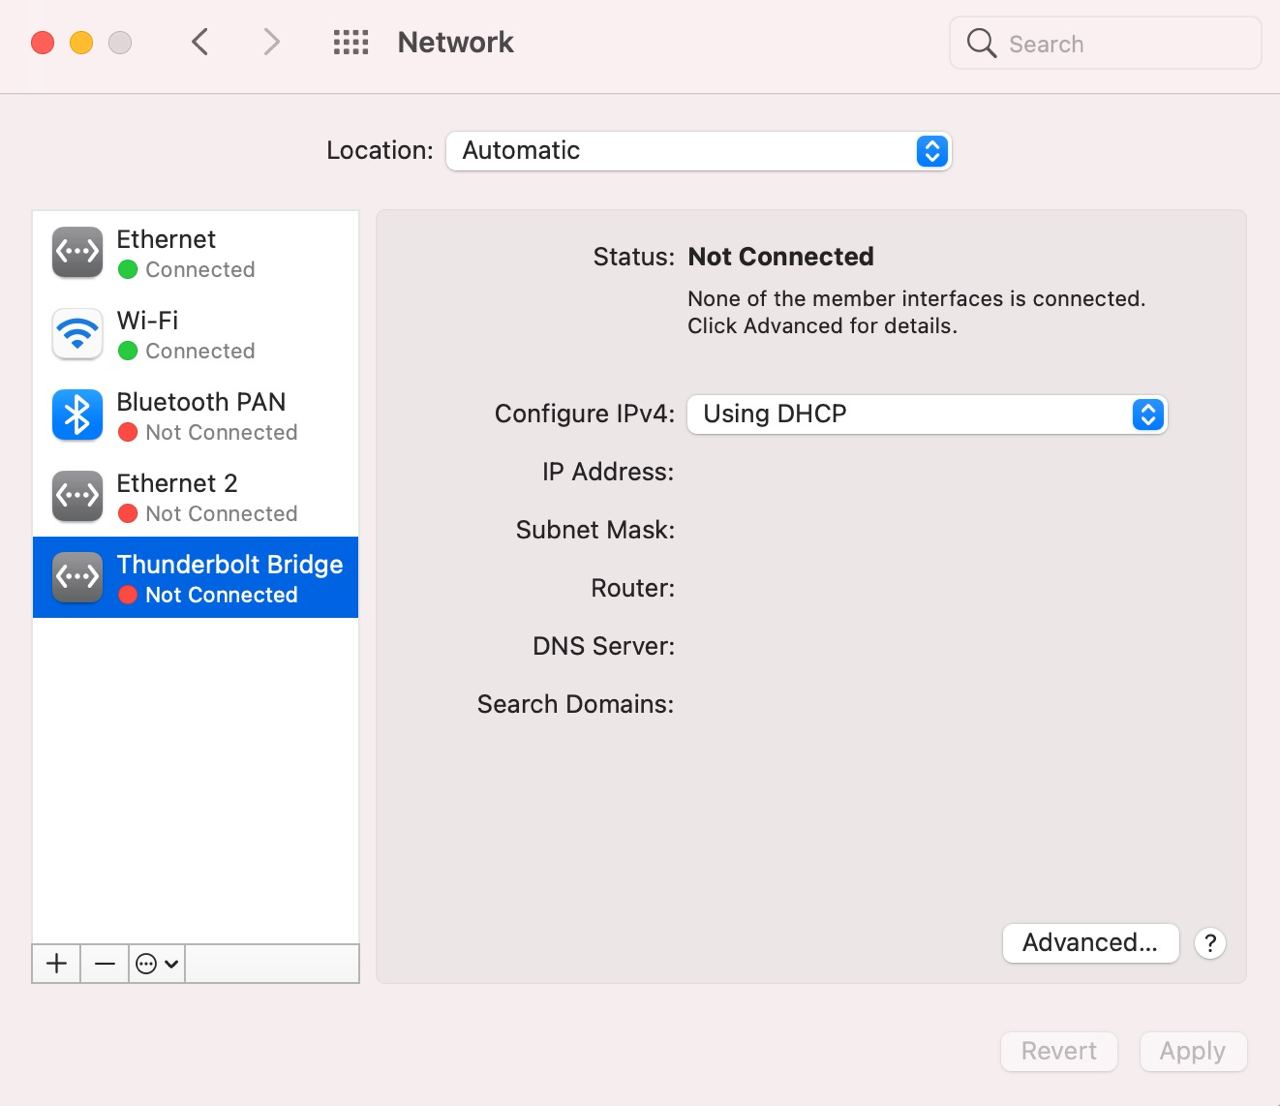 Network
Search
Location: Automatic
Ethernet
Connected
Wi-Fi
Connected
Bluetooth PAN
Not Connected
Ethernet 2
Not Connected
Thunderbolt Bridge
Not Connected
Status: Not Connected
None of the member interfaces is connected.
Click Advanced for details.
Configure IPv4: Using DHCP
IP Address:
Subnet Mask:
Router:
DNS Server:
Search Domains:
Advanced... ?
Revert Apply